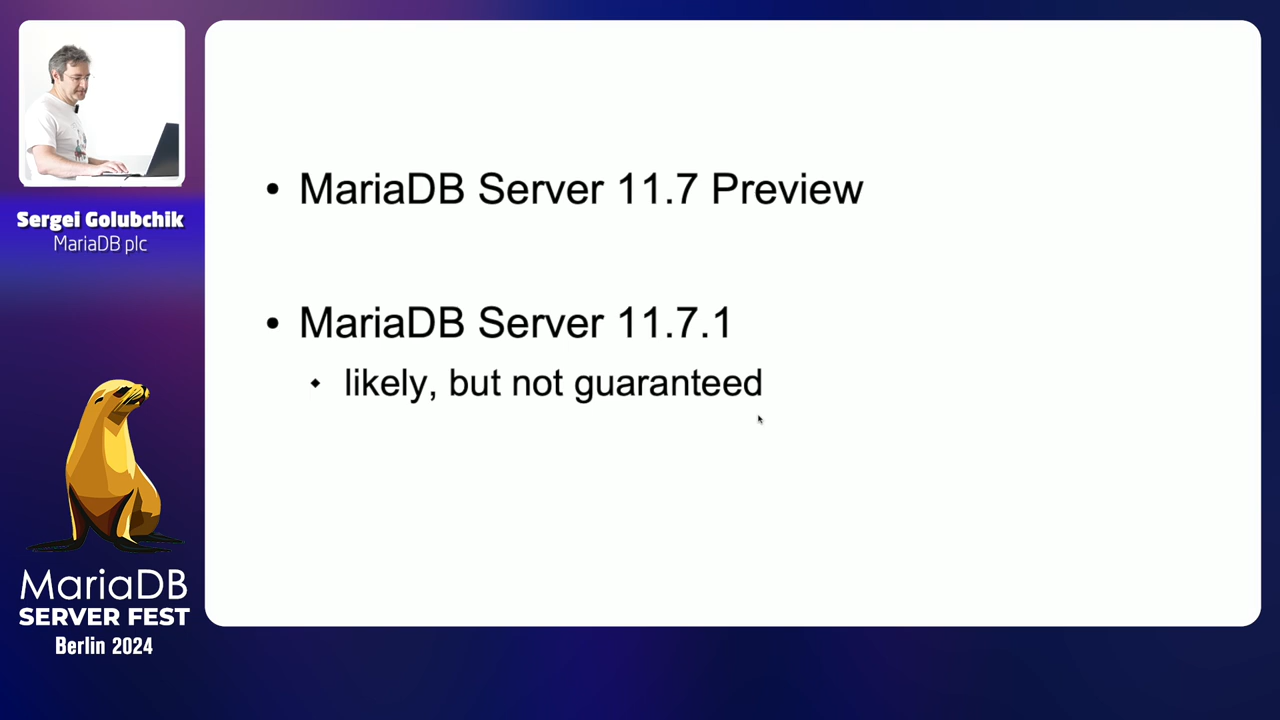 Sergei Golubchik
MariaDB plc
MariaDB
SERVER FEST
Berlin 2024
• MariaDB Server 11.7 Preview
• MariaDB Server 11.7.1
◆ likely, but not guaranteed